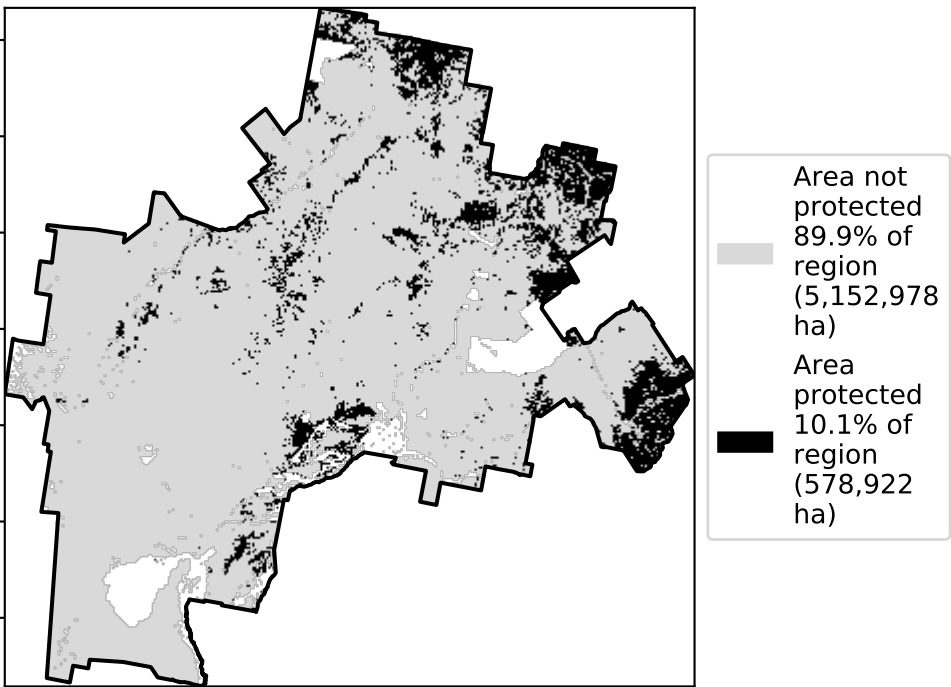 Area not
protected
89.9% of
region
(5,152,978
ha)
Area
protected
10.1% of
region
(578,922
ha)